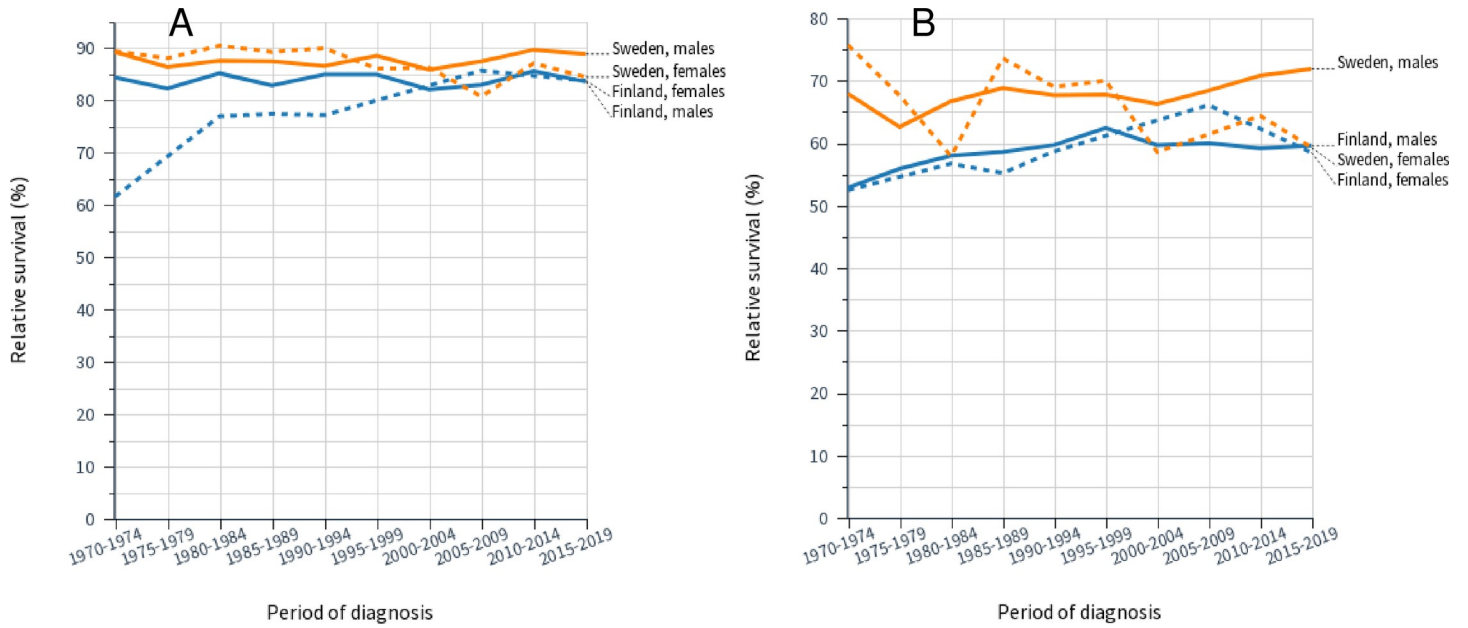 A
90
80
70
60
50
40
30
20
10
0
Relative survival (%)
Sweden, males
Sweden, females
Finland, females
Finland, males
1970-1974
1975-1979
1980-1984
1985-1989
1990-1994
1995-1999
2000-2004
2005-2009
2010-2014
2015-2019
Period of diagnosis
B
80
70
60
50
40
30
20
10
0
Relative survival (%)
Sweden, males
Finland, males
Sweden, females
Finland, females
1970-1974
1975-1979
1980-1984
1985-1989
1990-1994
1995-1999
2000-2004
2005-2009
2010-2014
2015-2019
Period of diagnosis